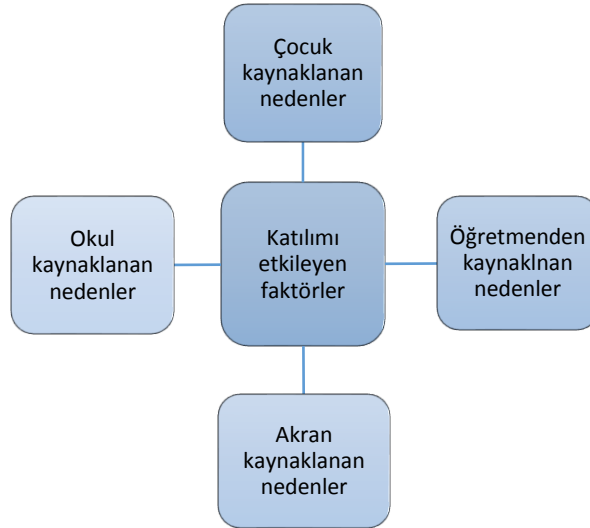 Çocuk
kaynaklanan
nedenler
Okul
kaynaklanan
nedenler
Katılımı
etkileyen
faktörler
Öğretmenden
kaynaklnan
nedenler
Akran
kaynaklanan
nedenler